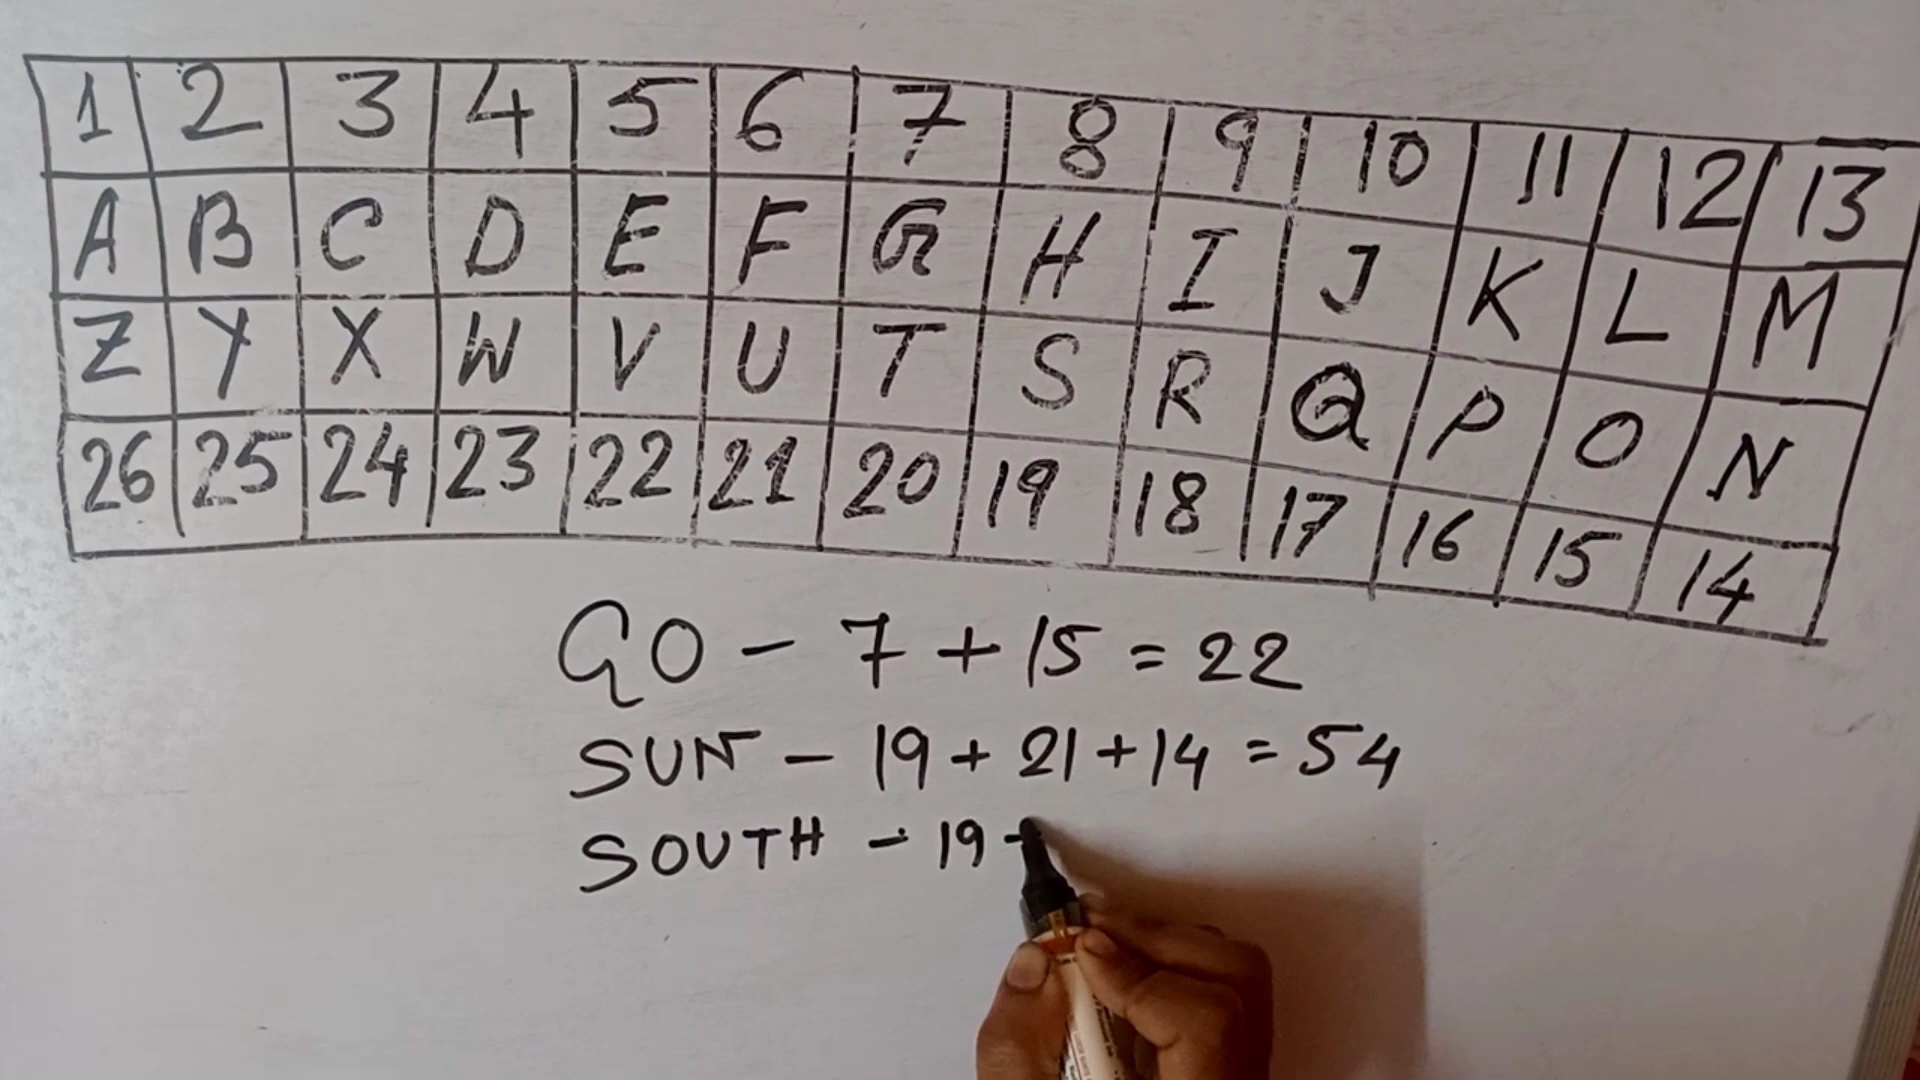 1 2 3 4 5 6 7 8 9 10 11 12 13
A B C D E F G H I J K L M
Z Y X W V U T S R Q P O N
26 25 24 23 22 21 20 19 18 17 16 15 14
GO - 7 + 15 = 22
SUN - 19 + 21 + 14 = 54
SOUTH - 19 +